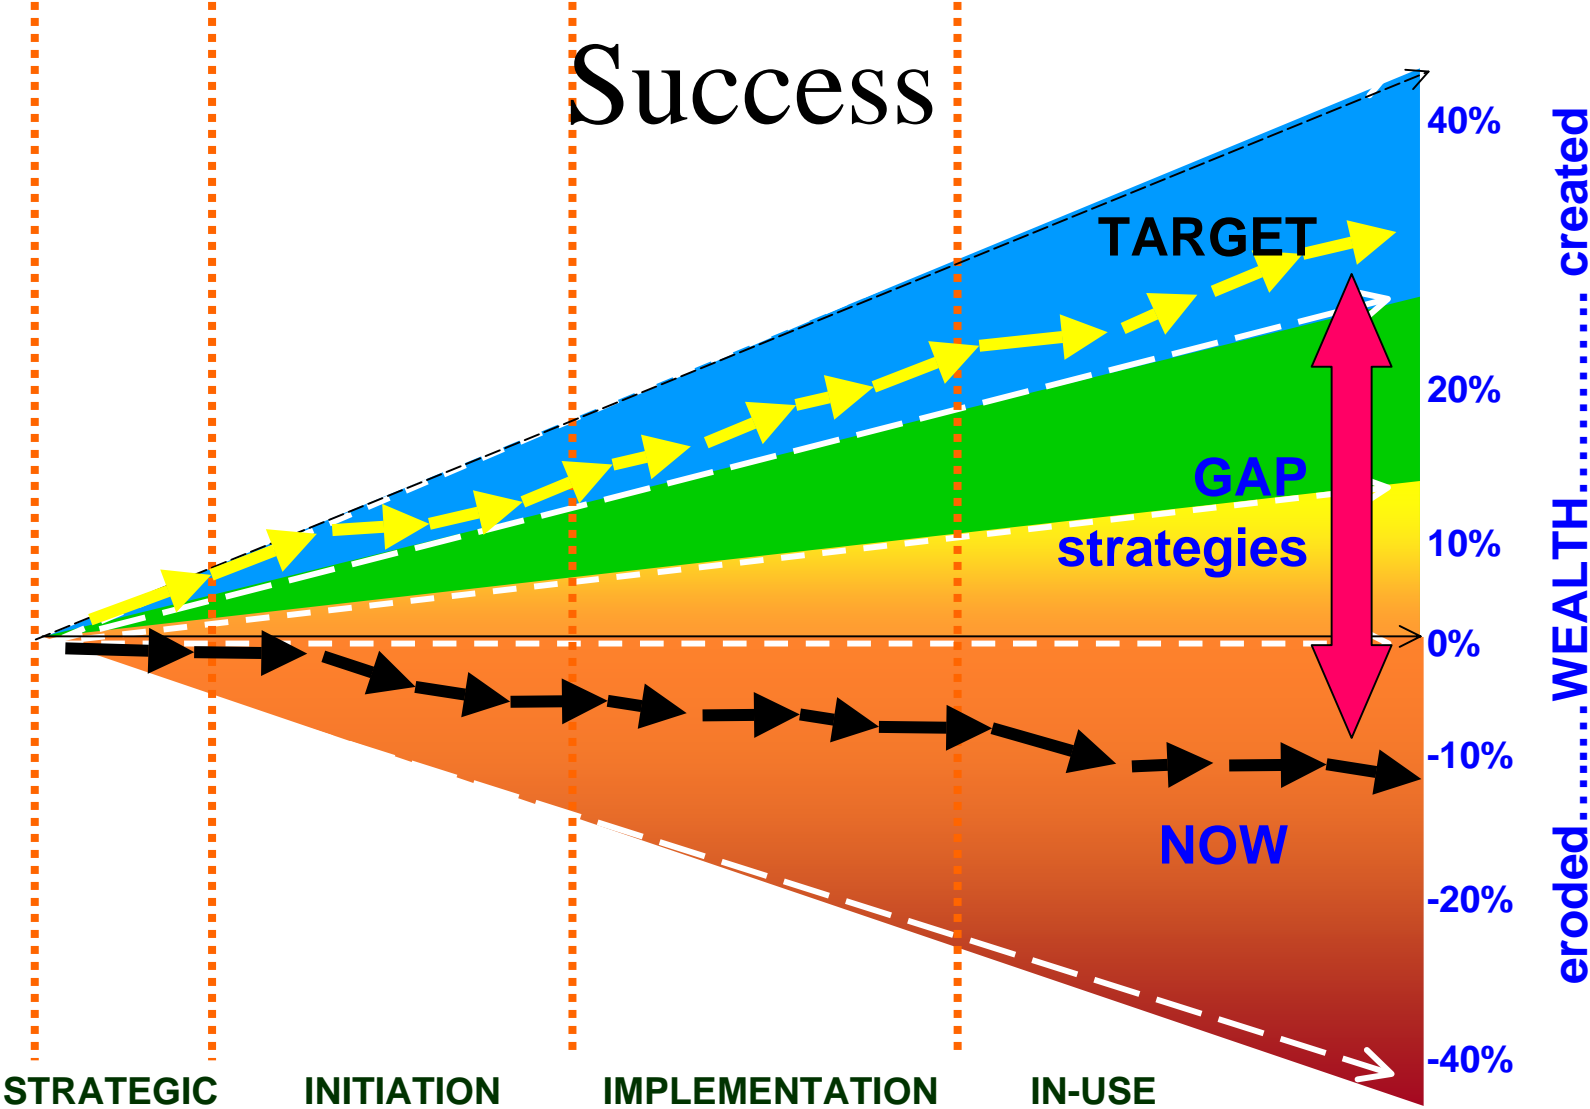 Success
40%
TARGET
20%
GAP
strategies
10%
0%
-10%
NOW
-20%
-40%
eroded.........WEALTH................ created
STRATEGIC
INITIATION
IMPLEMENTATION
IN-USE